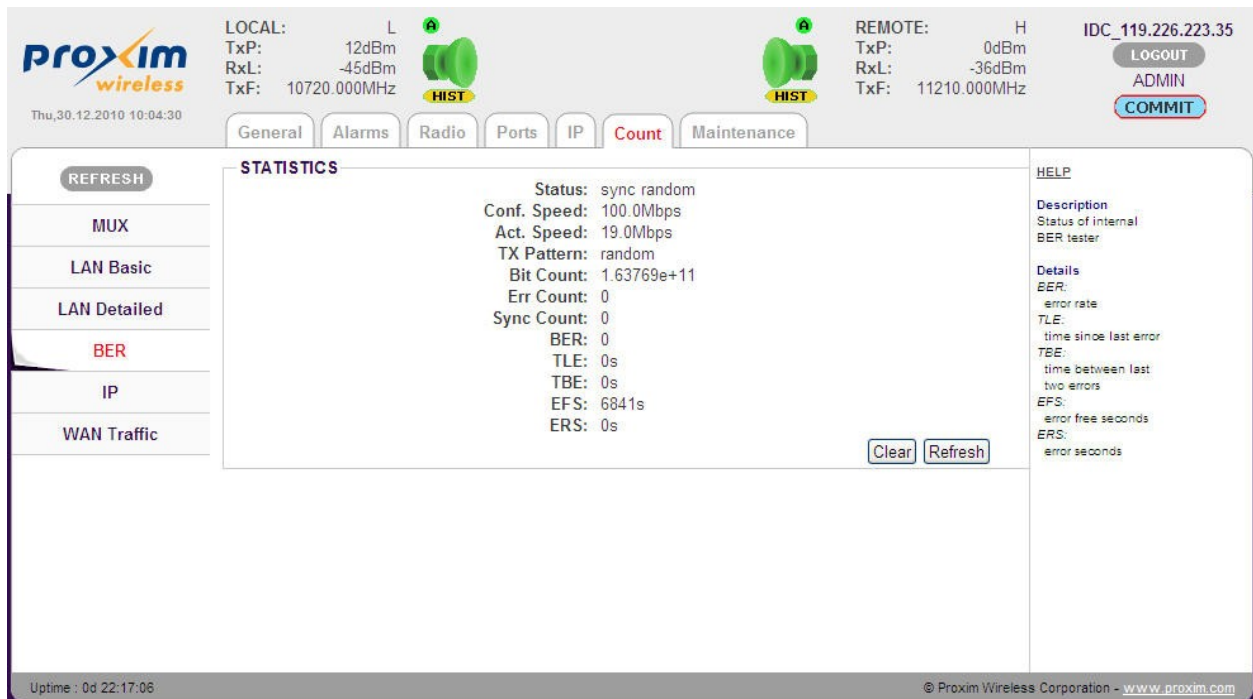 proxim
wireless
Thu,30.12.2010 10:04:30
LOCAL: L
TxP: 12dBm
RxL: -45dBm
TxF: 10720.000MHz
A
HIST
A
HIST
REMOTE: H
TxP: 0dBm
RxL: -36dBm
TxF: 11210.000MHz
IDC_119.226.223.35
LOGOUT
ADMIN
COMMIT
General Alarms Radio Ports IP Count Maintenance
REFRESH
MUX
LAN Basic
LAN Detailed
BER
IP
WAN Traffic
STATISTICS
Status: sync random
Conf. Speed: 100.0Mbps
Act. Speed: 19.0Mbps
TX Pattern: random
Bit Count: 1.63769e+11
Err Count: 0
Sync Count: 0
BER: 0
TLE: 0s
TBE: 0s
EFS: 6841s
ERS: 0s
Clear Refresh
HELP
Description
Status of internal
BER tester
Details
BER:
error rate
TLE:
time since last error
TBE:
time between last
two errors
EFS:
error free seconds
ERS:
error seconds
Uptime : 0d 22:17:06
© Proxim Wireless Corporation - www.proxim.com